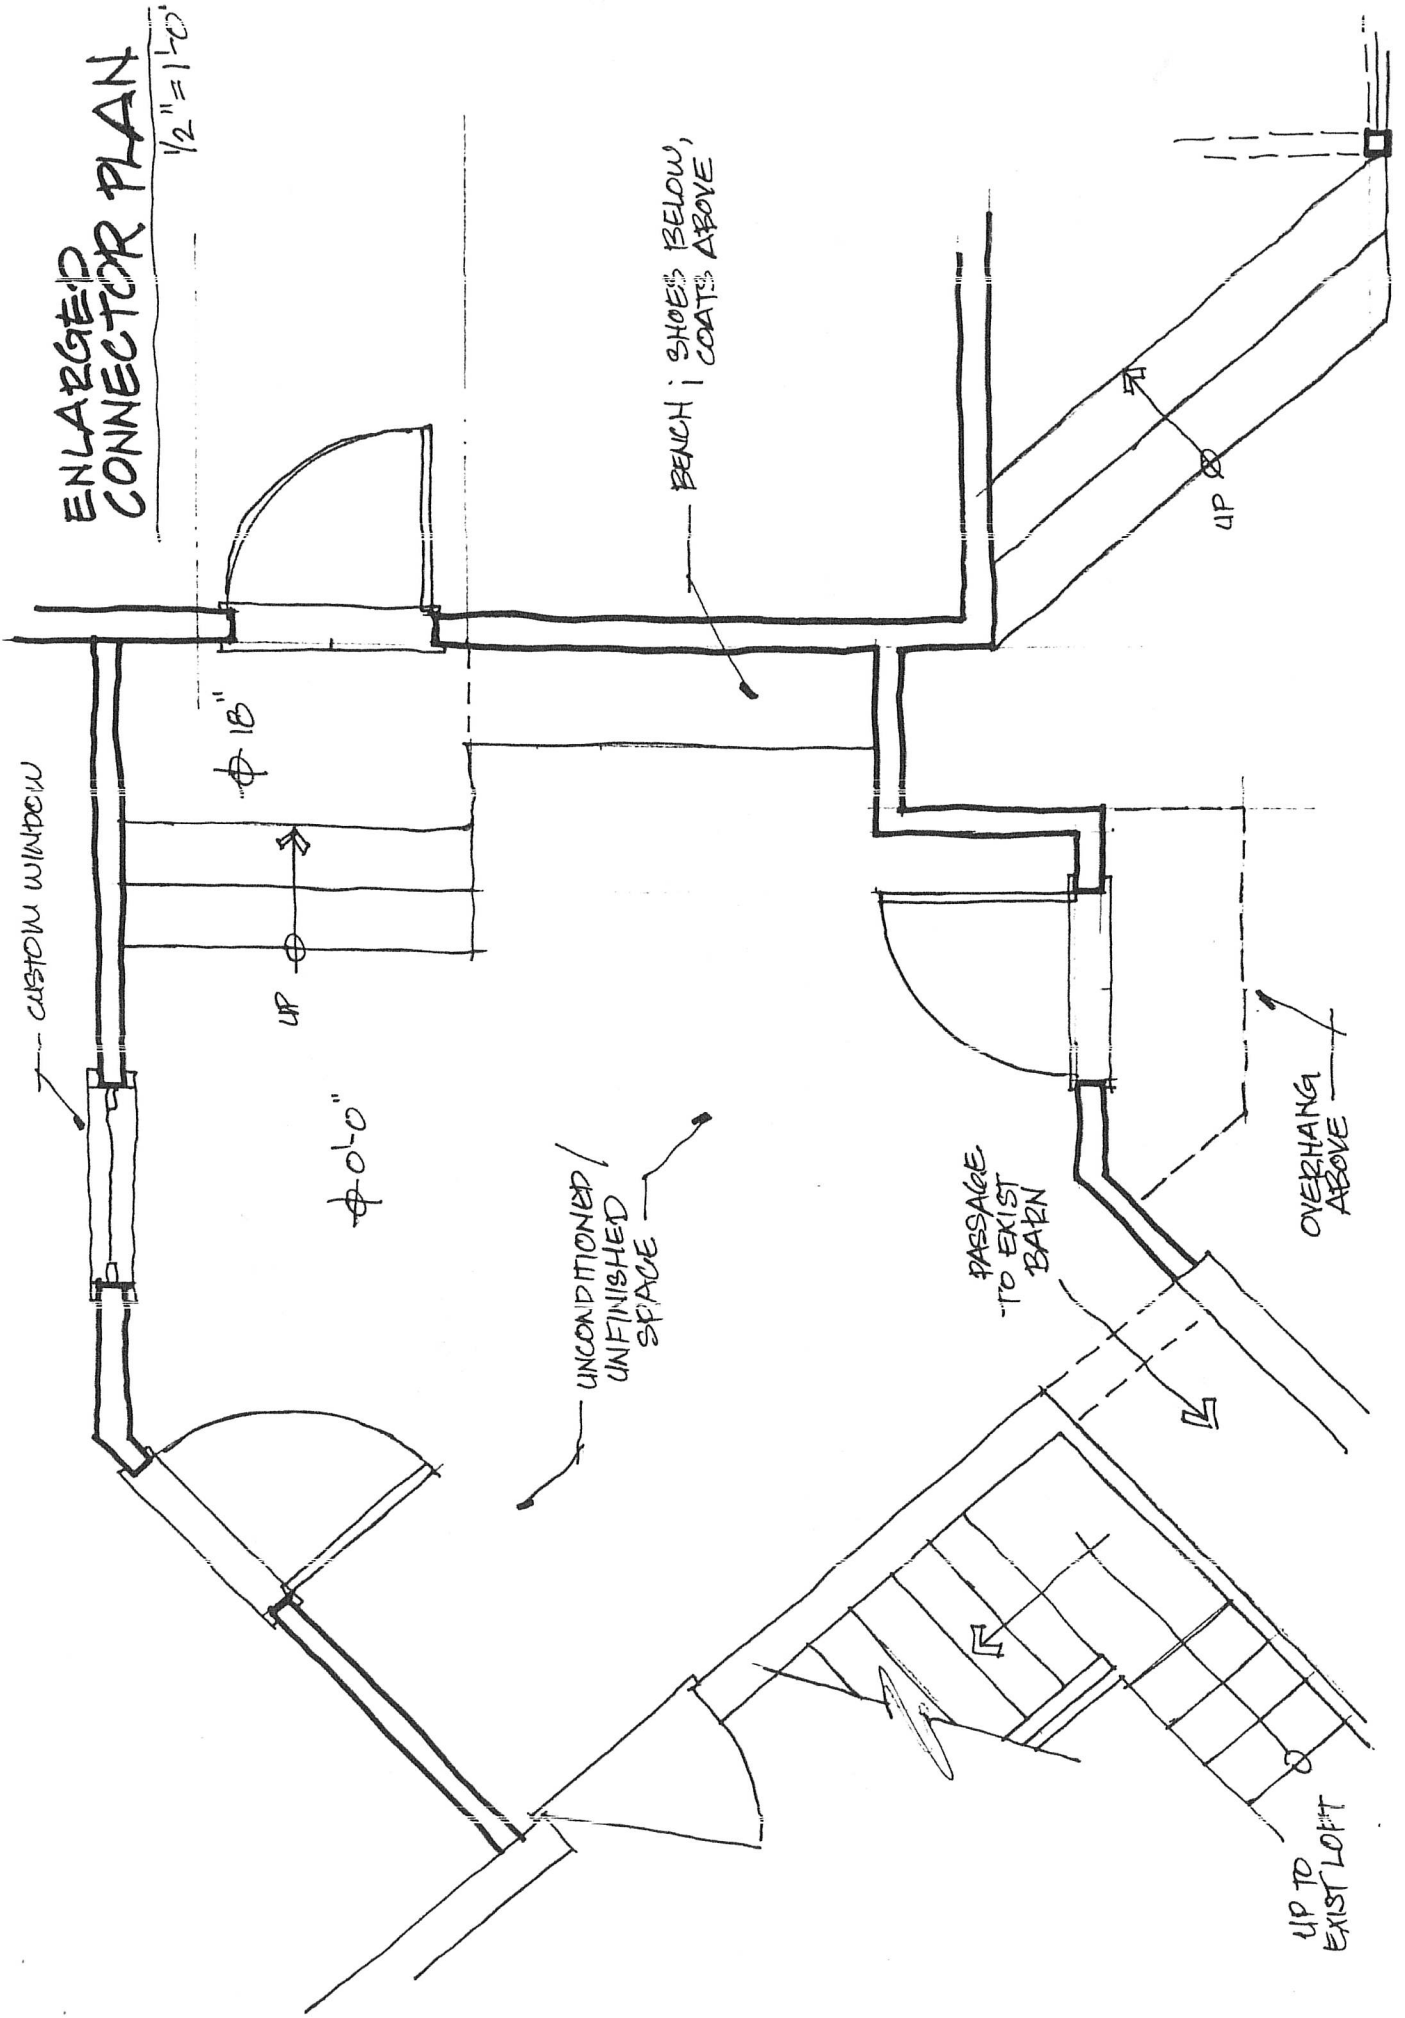 ENLARGED
CONNECTOR PLAN
1/2" = 1'-0"
CUSTOM WINDOW
18"
UP
0'-0"
BENCH; SHOES BELOW,
COATS ABOVE
UP
UNCONDITIONED/
UNFINISHED
SPACE
PASSAGE
TO EXIST
BARN
OVERHANG
ABOVE
UP TO
EXIST LOFT